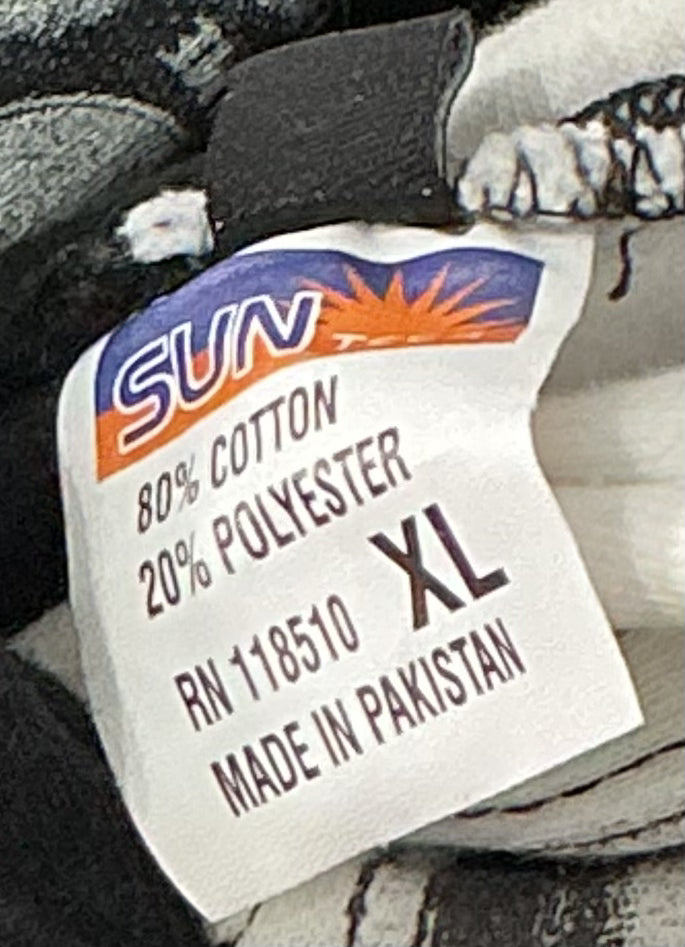 SUN
80% COTTON
20% POLYESTER
XL
RN 118510
MADE IN PAKISTAN